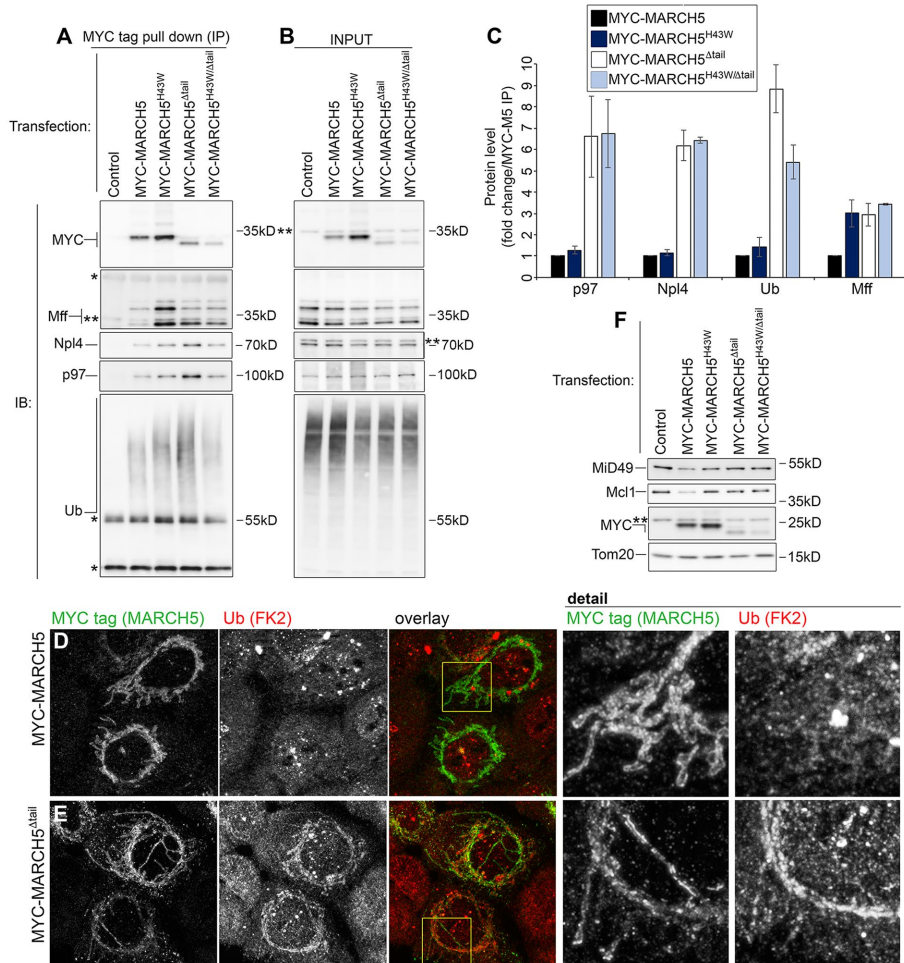 A
MYC tag pull down (IP)
Transfection:
Control
MYC-MARCH5
MYC-MARCH5H43W
MYC-MARCH5Δtail
MYC-MARCH5H43W/Δtail
IB:
MYC
-35kD
*
Mff
**
-35kD
Npl4
-70kD
p97
-100kD
Ub
*
-55kD
*
B
INPUT
Control
MYC-MARCH5
MYC-MARCH5H43W
MYC-MARCH5Δtail
MYC-MARCH5H43W/Δtail
**
-35kD
-35kD
**
-70kD
-100kD
-55kD
C
MYC-MARCH5
MYC-MARCH5H43W
MYC-MARCH5Δtail
MYC-MARCH5H43W/Δtail
Protein level
(fold change/MYC-M5 IP)
10
9
8
7
6
5
4
3
2
1
0
p97 Npl4 Ub Mff
F
Transfection:
Control
MYC-MARCH5
MYC-MARCH5H43W
MYC-MARCH5Δtail
MYC-MARCH5H43W/Δtail
MiD49
-55kD
Mcl1
-35kD
**
MYC
-25kD
Tom20
-15kD
detail
MYC tag (MARCH5) Ub (FK2) overlay MYC tag (MARCH5) Ub (FK2)
D
MYC-MARCH5
E
MYC-MARCH5Δtail